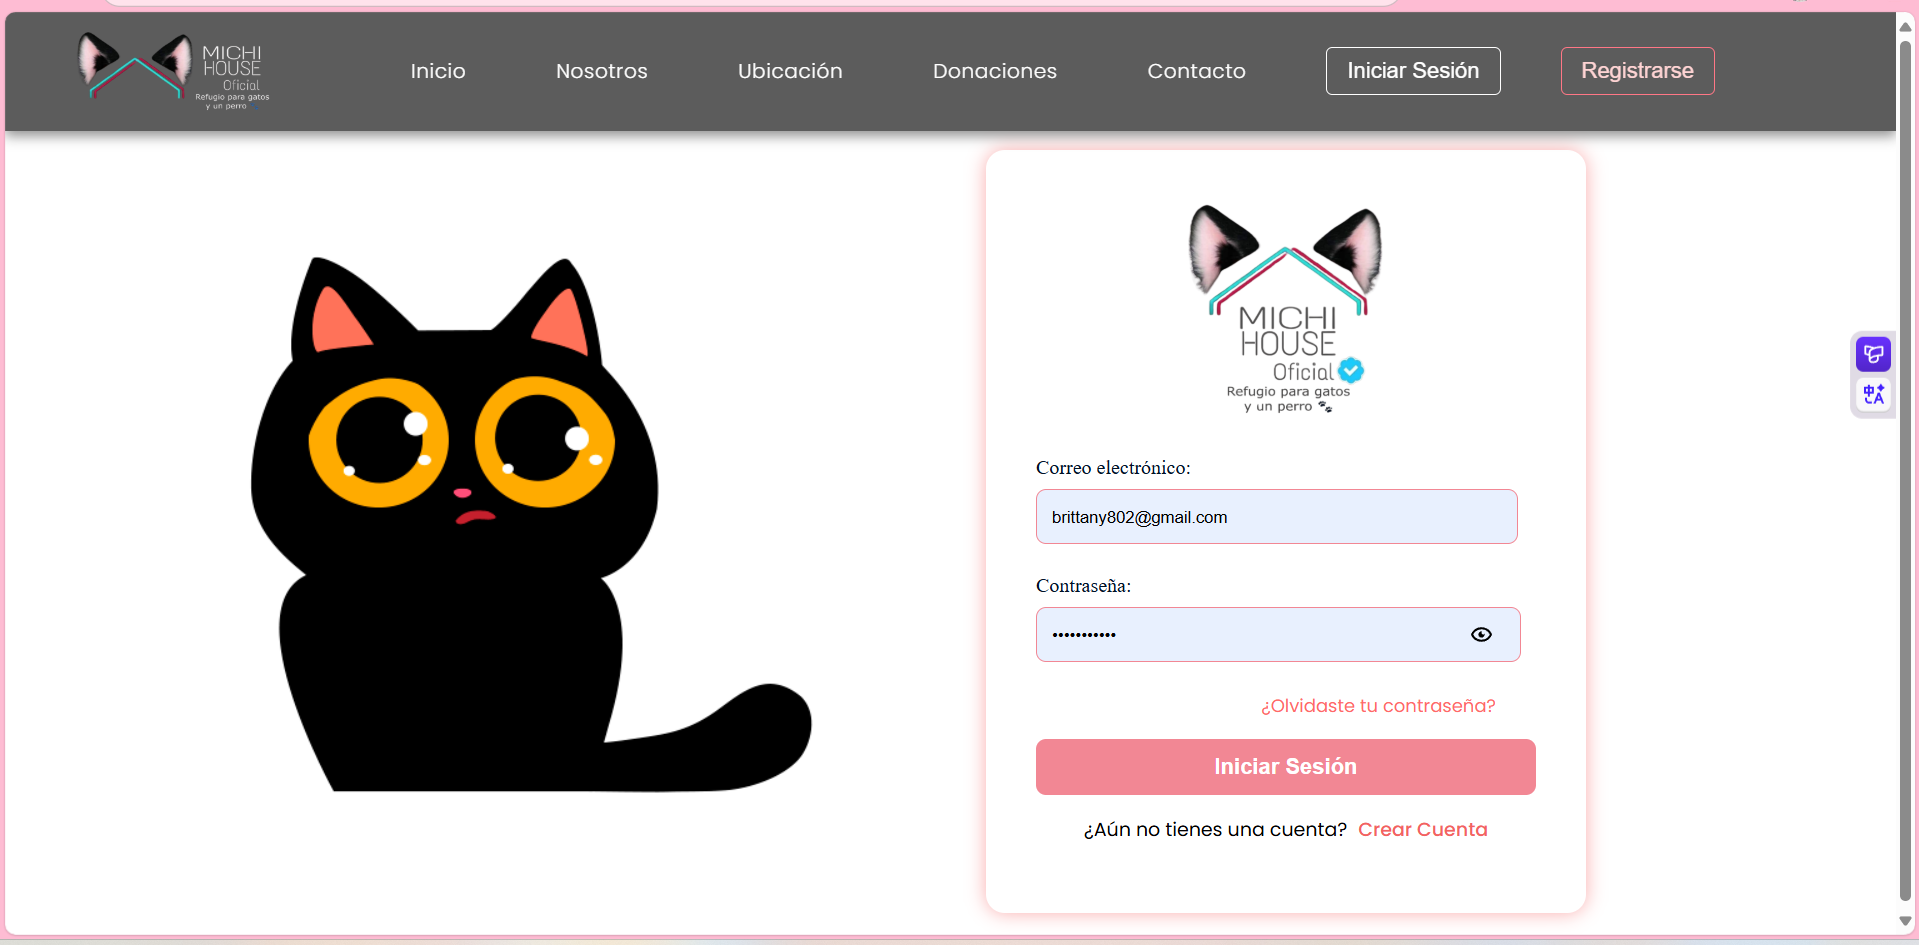 MICHI
HOUSE
Oficial
Refugio para gatos
y un perro
Inicio
Nosotros
Ubicación
Donaciones
Contacto
Iniciar Sesión
Registrarse
MICHI
HOUSE
Oficial
Refugio para gatos
y un perro
Correo electrónico:
brittany802@gmail.com
Contraseña:
•••••••••••
¿Olvidaste tu contraseña?
Iniciar Sesión
¿Aún no tienes una cuenta? Crear Cuenta